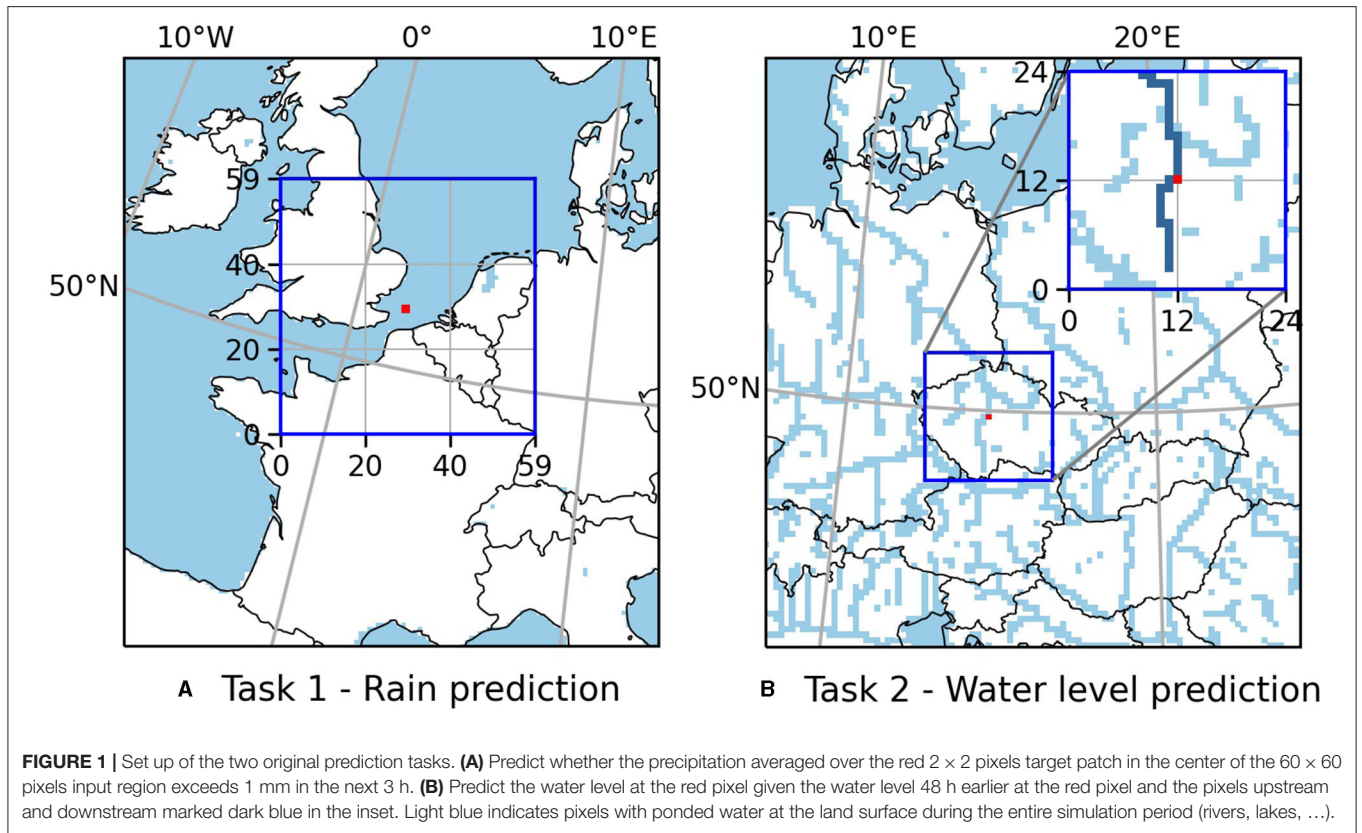 10°W 0° 10°E
50°N
59
40
20
0
0 20 40 59
A Task 1 - Rain prediction
10°E 20°E
50°N
24
12
0
0 12 24
B Task 2 - Water level prediction
FIGURE 1 | Set up of the two original prediction tasks. (A) Predict whether the precipitation averaged over the red 2 × 2 pixels target patch in the center of the 60 × 60
pixels input region exceeds 1 mm in the next 3 h. (B) Predict the water level at the red pixel given the water level 48 h earlier at the red pixel and the pixels upstream
and downstream marked dark blue in the inset. Light blue indicates pixels with ponded water at the land surface during the entire simulation period (rivers, lakes, …).